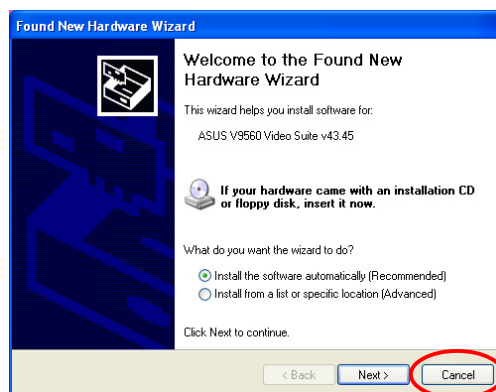 Found New Hardware Wizard
Welcome to the Found New
Hardware Wizard
This wizard helps you install software for:
ASUS V9560 Video Suite v43.45
If your hardware came with an installation CD
or floppy disk, insert it now.
What do you want the wizard to do?
Install the software automatically (Recommended)
Install from a list or specific location (Advanced)
Click Next to continue.
< Back Next > Cancel